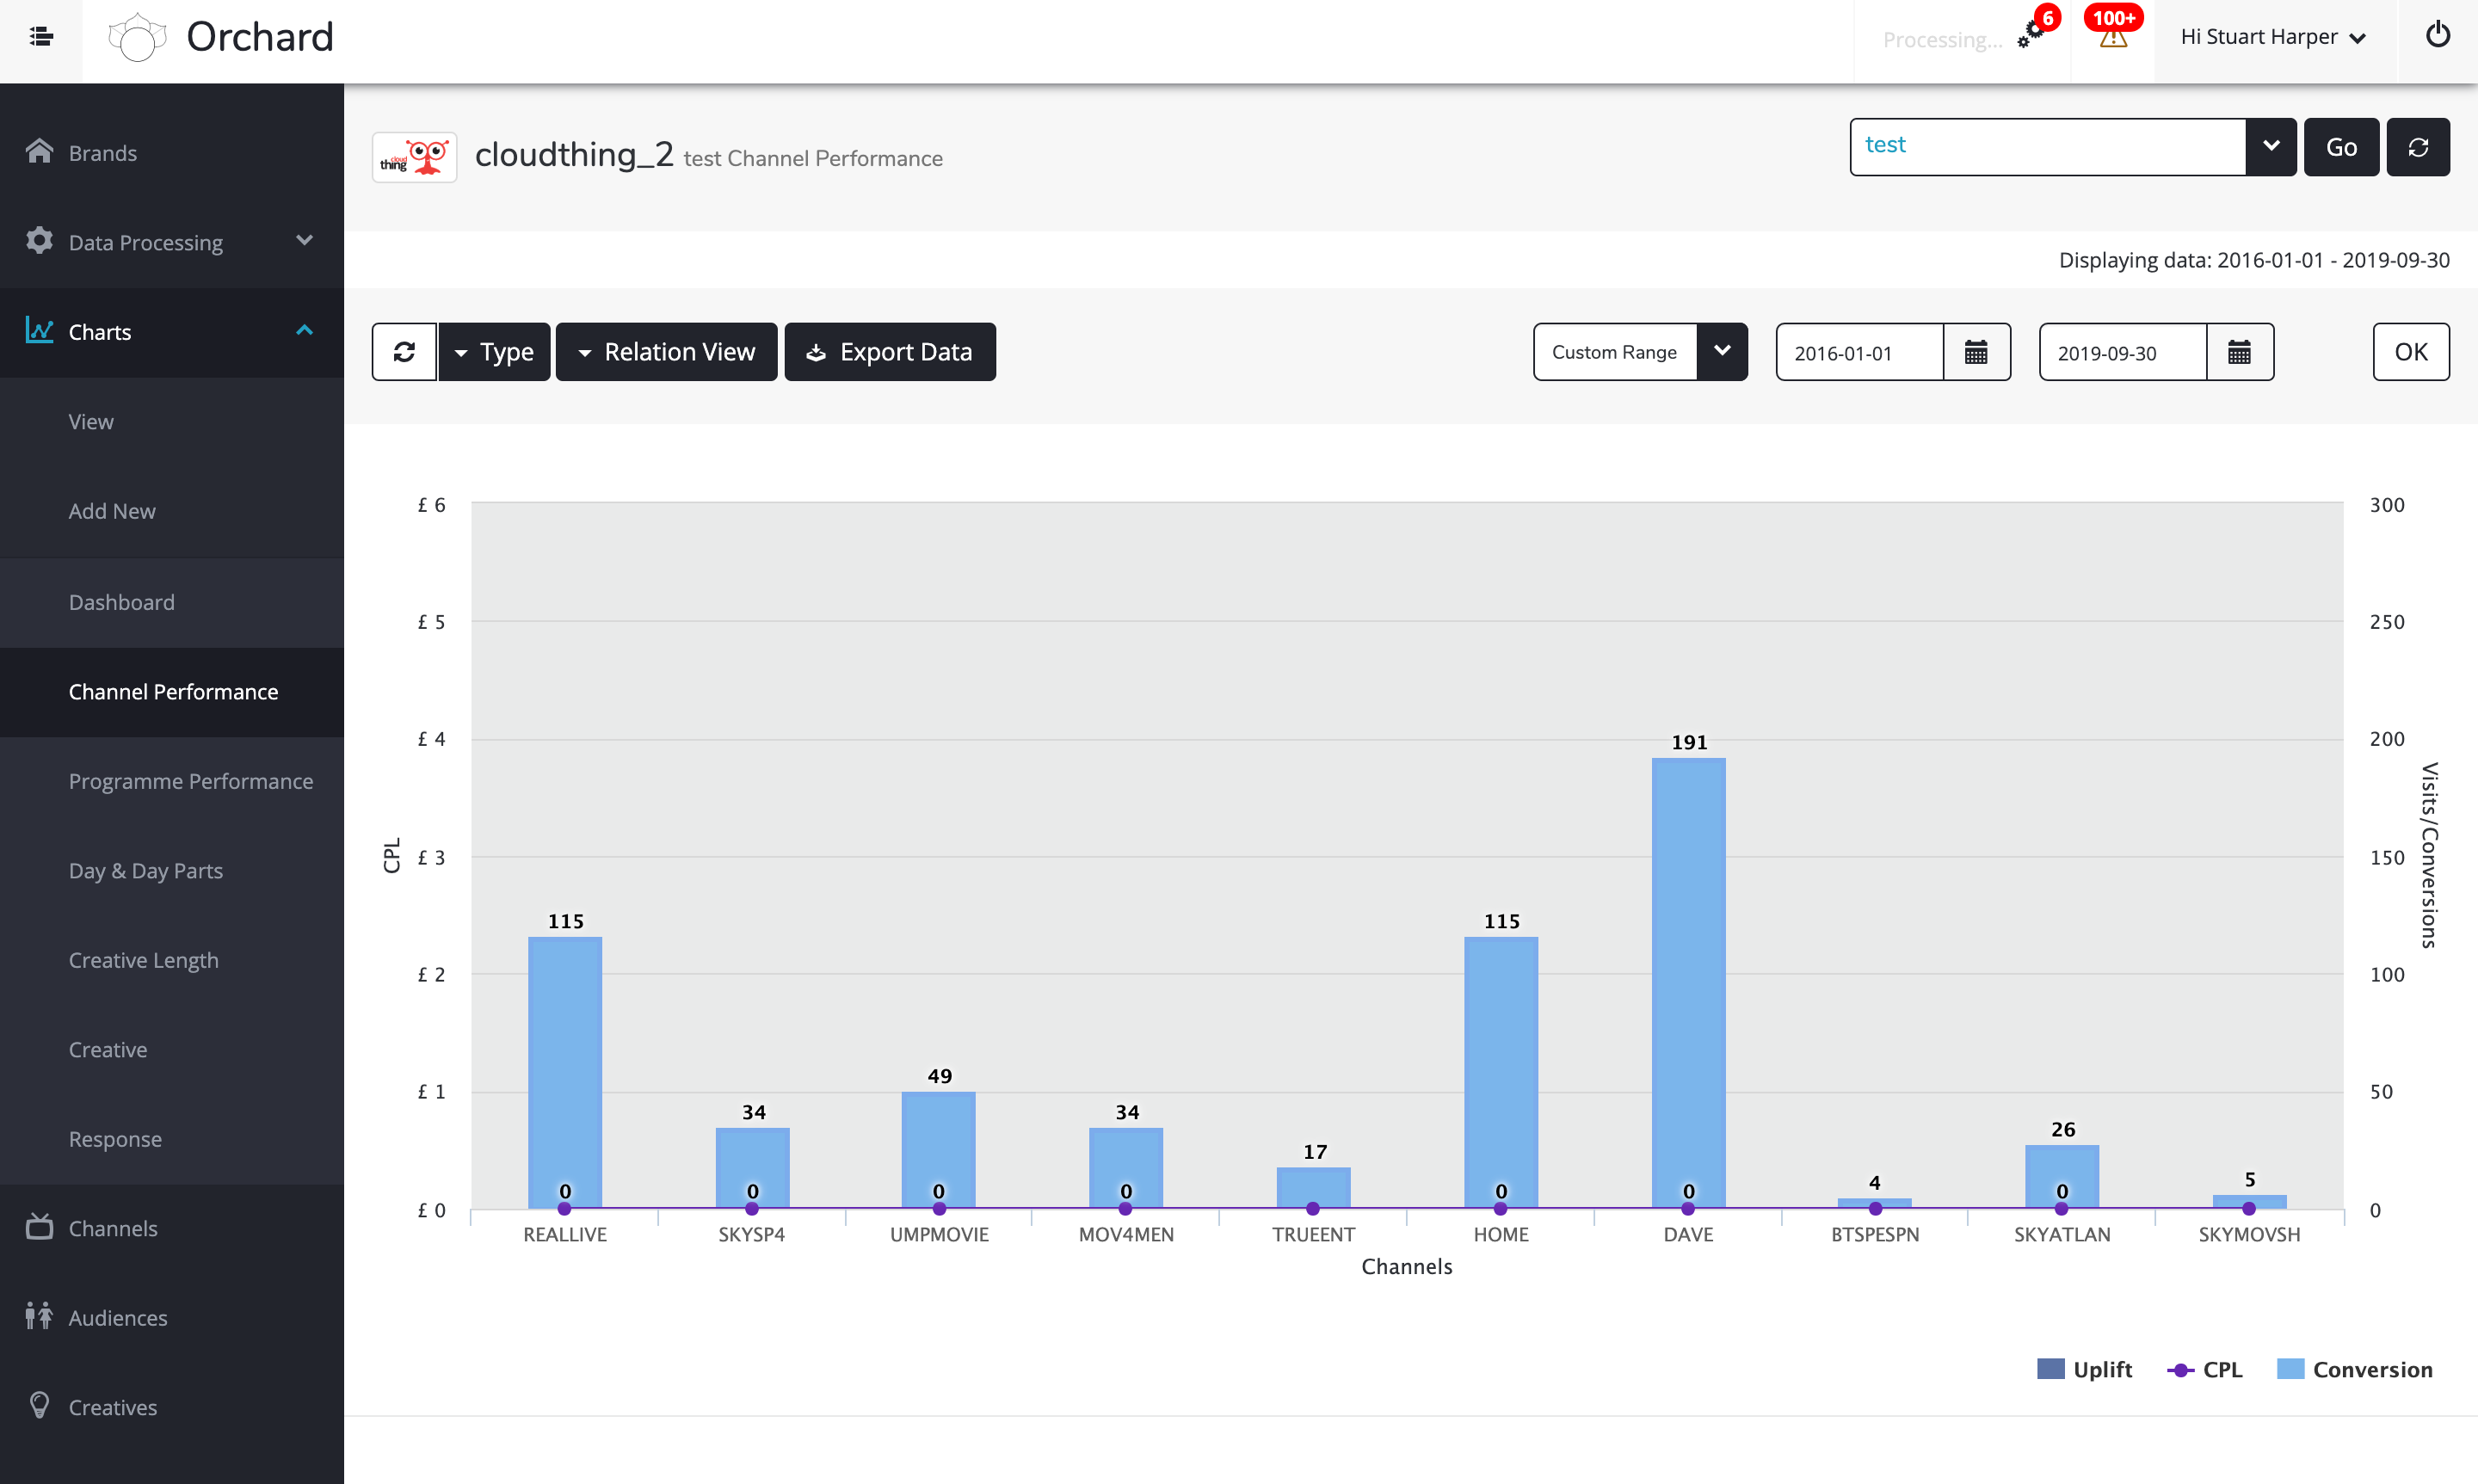 Orchard
Processing... 6
100+
Hi Stuart Harper
Brands
Data Processing
Charts
View
Add New
Dashboard
Channel Performance
Programme Performance
Day & Day Parts
Creative Length
Creative
Response
Channels
Audiences
Creatives
cloud
thing
cloudthing_2 test Channel Performance
test
Go
Displaying data: 2016-01-01 - 2019-09-30
Type
Relation View
Export Data
Custom Range
2016-01-01
2019-09-30
OK
£ 6
£ 5
£ 4
£ 3
£ 2
£ 1
£ 0
CPL
300
250
200
150
100
50
0
Visits/Conversions
115
34
49
34
17
115
191
4
26
5
0
0
0
0
0
0
0
REALLIVE
SKYSP4
UMPMOVIE
MOV4MEN
TRUEENT
HOME
DAVE
BTSPESPN
SKYATLAN
SKYMOVSH
Channels
Uplift
CPL
Conversion